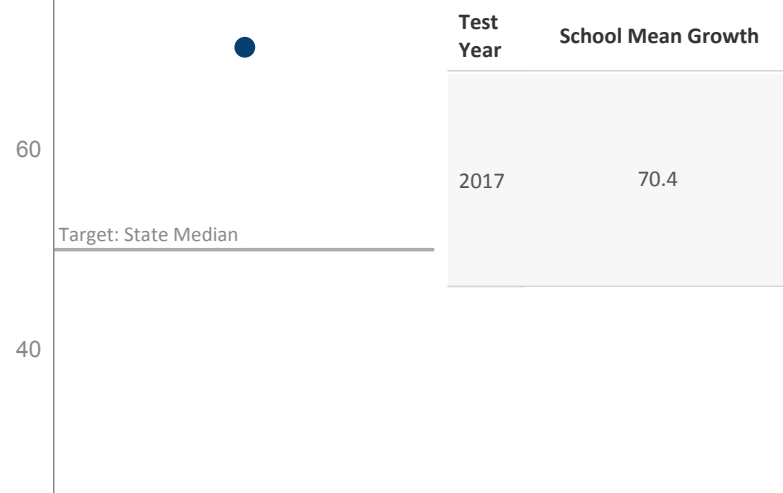 60
Target: State Median
40
Test
Year
School Mean Growth
2017
70.4